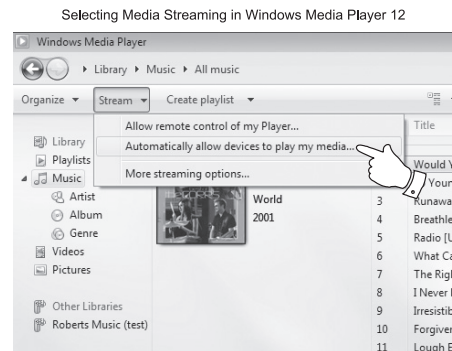 Selecting Media Streaming in Windows Media Player 12
Windows Media Player
Library Music All music
Organize Stream Create playlist
Allow remote control of my Player...
Automatically allow devices to play my media...
More streaming options...
Title
Library
Playlists
Music
Artist
Album
Genre
Videos
Pictures
Other Libraries
Roberts Music (test)
World
2001
Would Y
Your
3 Runawa
4 Breathle
5 Radio [U
6 What Ca
7 The Righ
8 I Never
9 Irresistib
10 Forgiver
11 Lough E